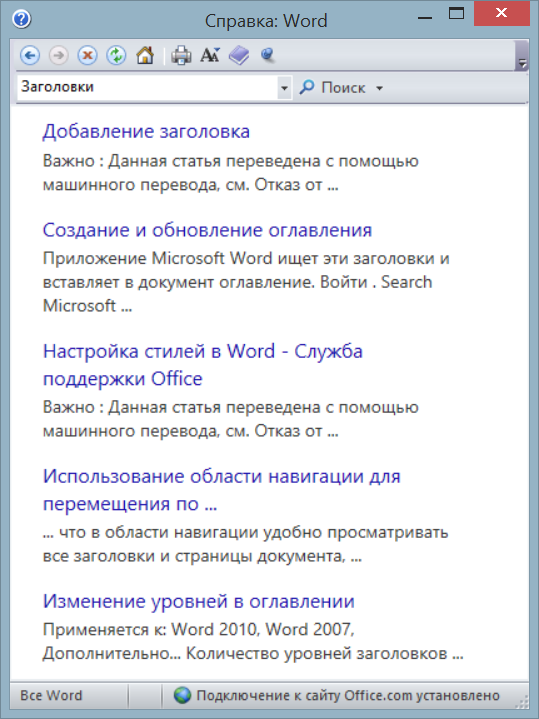 Справка: Word
Заголовки
Поиск
Добавление заголовка
Важно : Данная статья переведена с помощью
машинного перевода, см. Отказ от ...
Создание и обновление оглавления
Приложение Microsoft Word ищет эти заголовки и
вставляет в документ оглавление. Войти . Search
Microsoft ...
Настройка стилей в Word - Служба
поддержки Office
Важно : Данная статья переведена с помощью
машинного перевода, см. Отказ от ...
Использование области навигации для
перемещения по ...
... что в области навигации удобно просматривать
все заголовки и страницы документа, ...
Изменение уровней в оглавлении
Применяется к: Word 2010, Word 2007,
Дополнительно... Количество уровней заголовков ...
Все Word
Подключение к сайту Office.com установлено